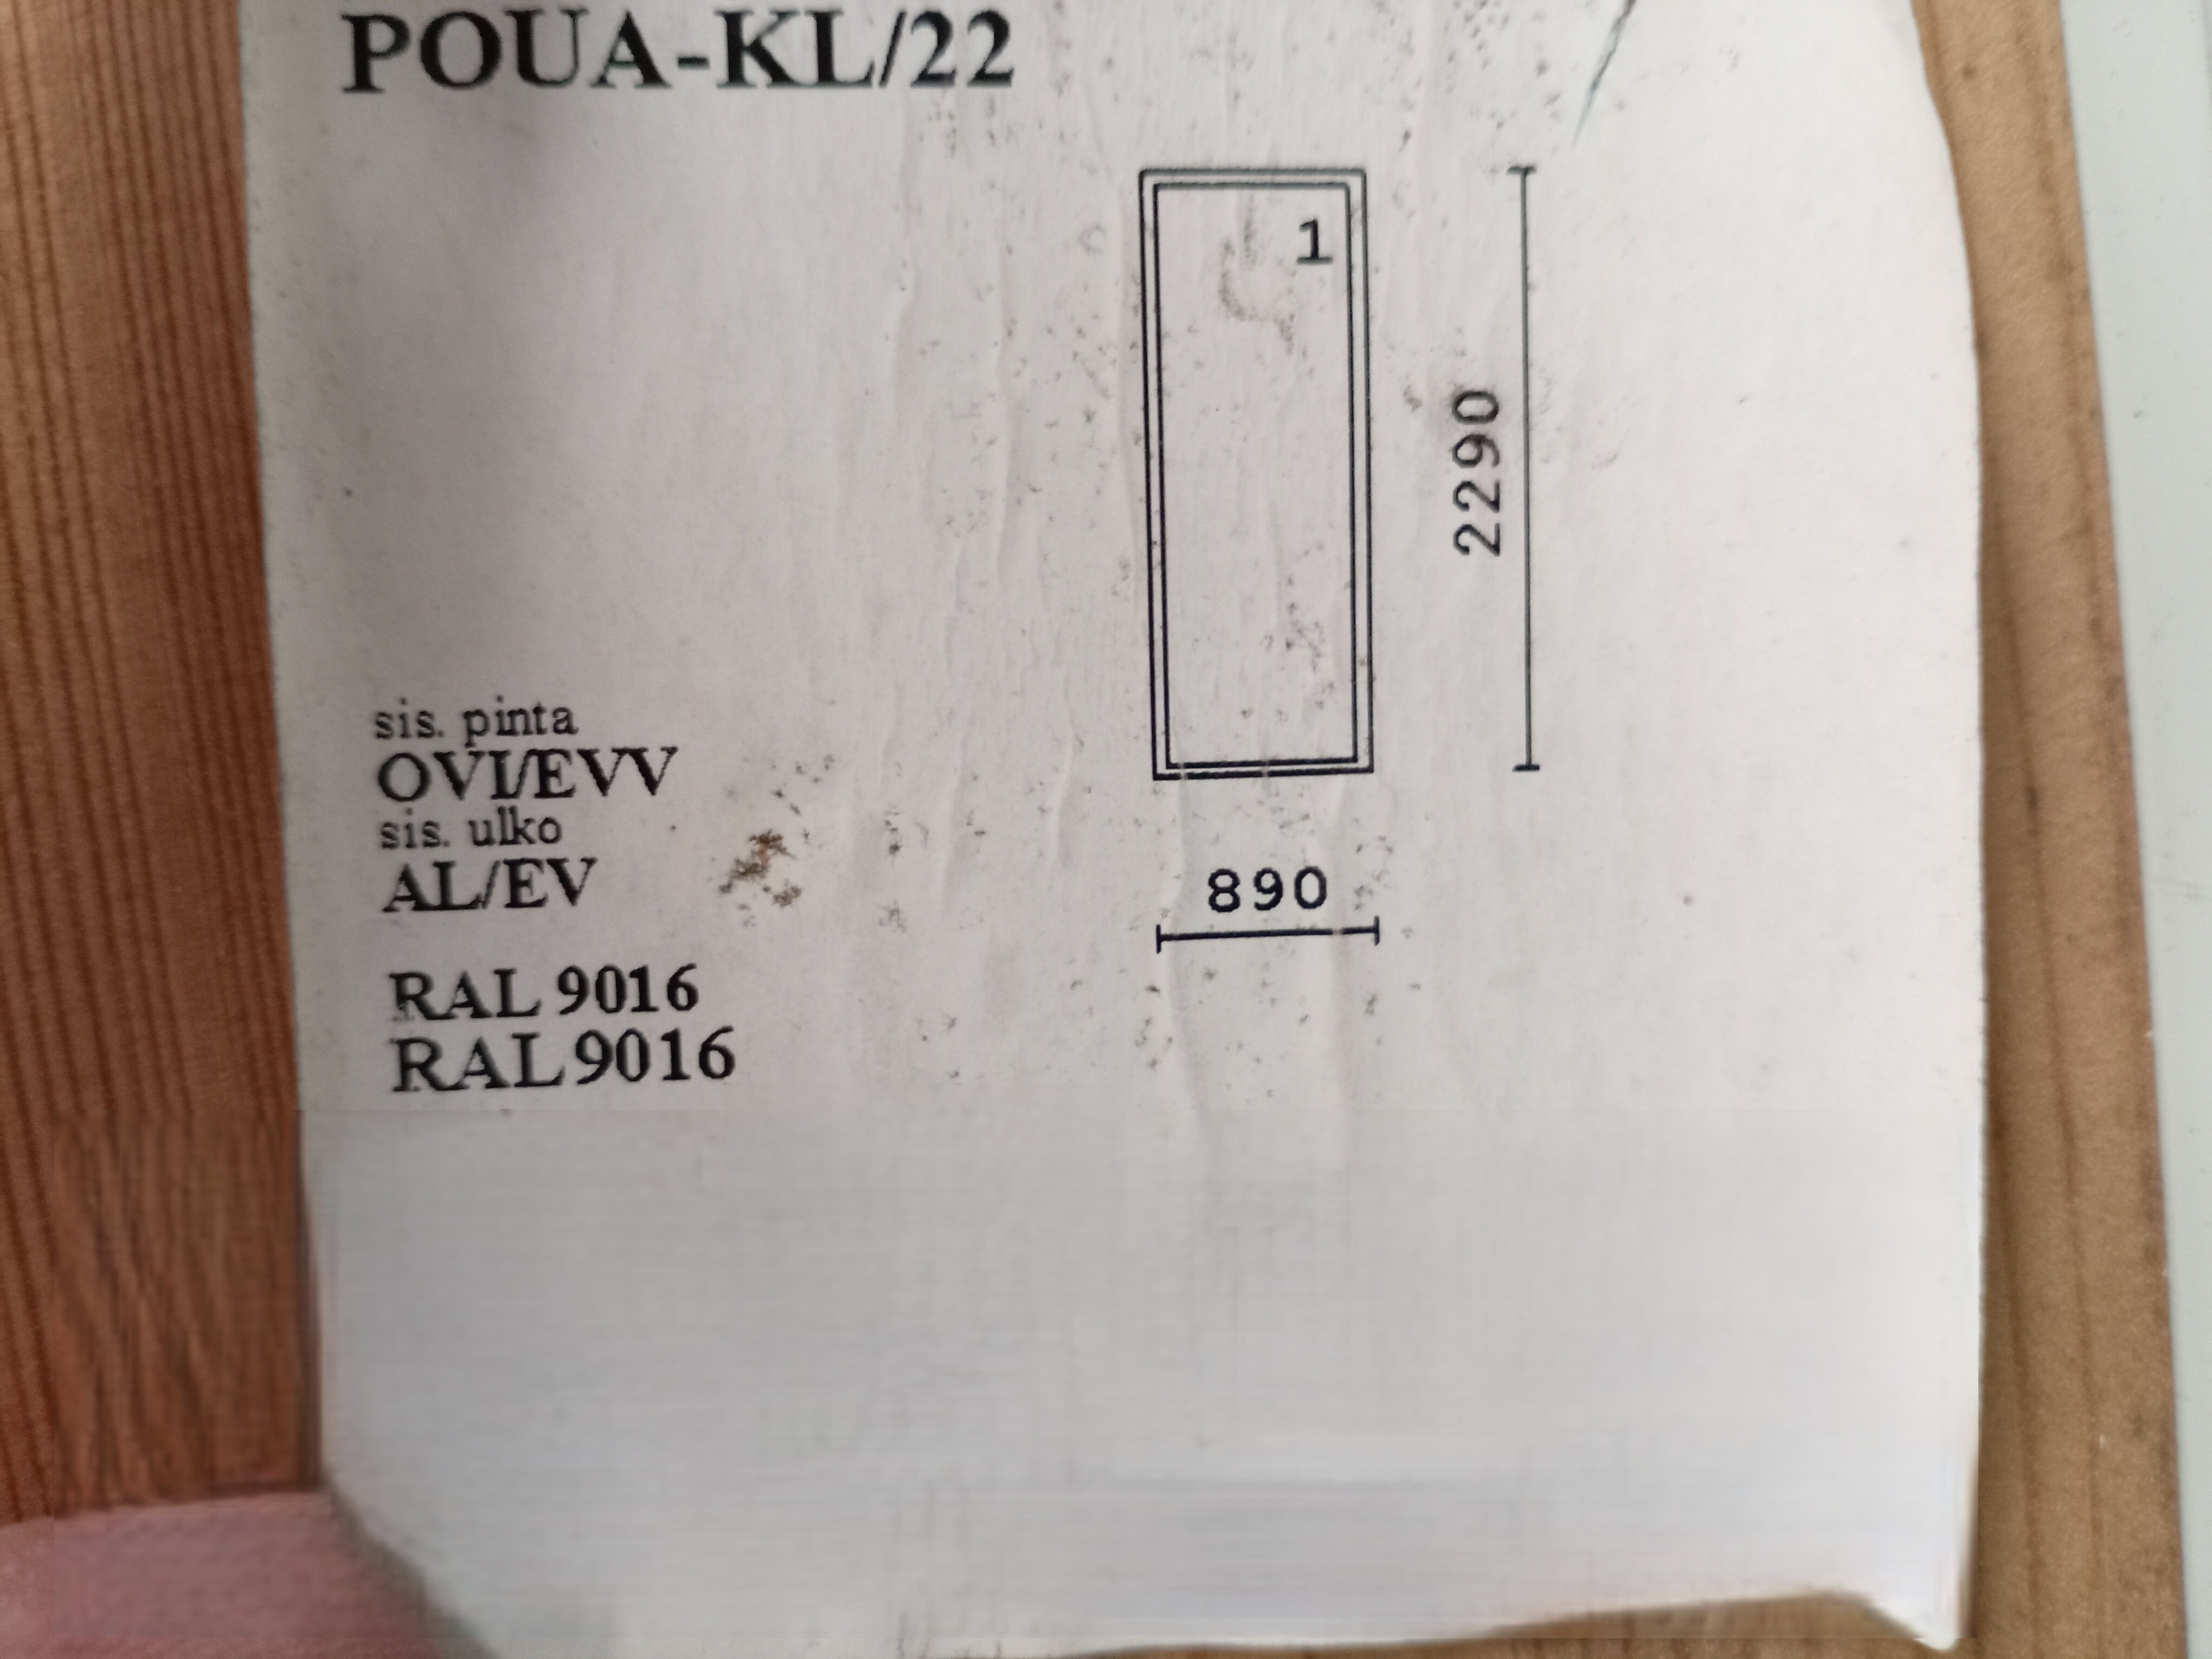 POUA-KL/22
1
2290
sis. pinta
OVI/EVV
sis. ulko
AL/EV
890
RAL 9016
RAL 9016